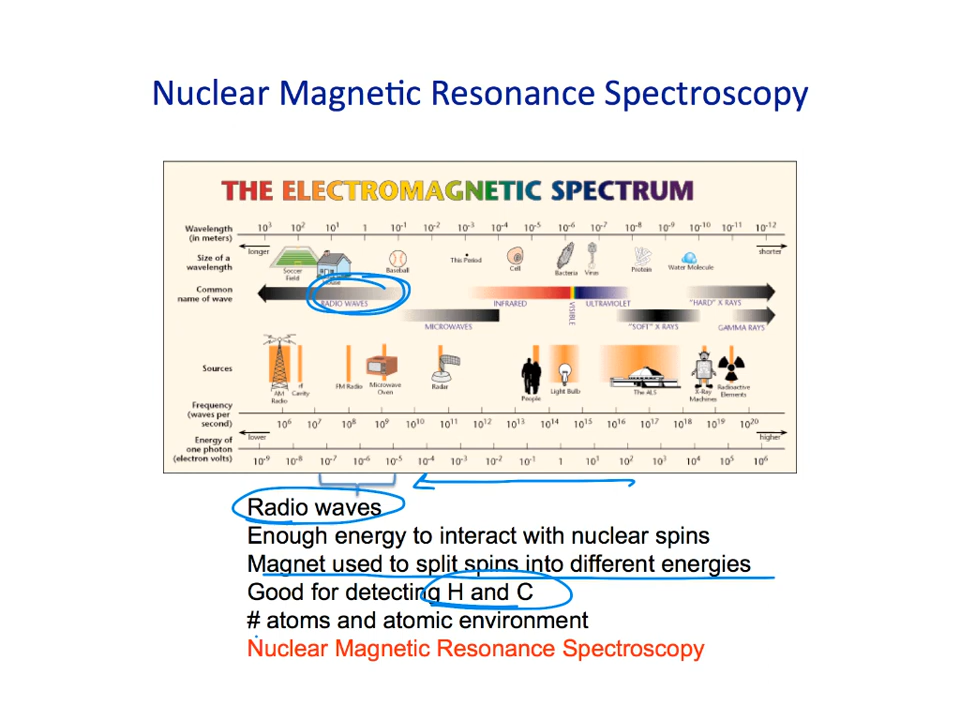 Nuclear Magnetic Resonance Spectroscopy
THE ELECTROMAGNETIC SPECTRUM
Wavelength (in meters) 10³ 10² 10¹ 1 10⁻¹ 10⁻² 10⁻³ 10⁻⁴ 10⁻⁵ 10⁻⁶ 10⁻⁷ 10⁻⁸ 10⁻⁹ 10⁻¹⁰ 10⁻¹¹ 10⁻¹²
longer shorter
Size of a wavelength Soccer Field House Baseball This Period Cell Bacteria Virus Protein Water Molecule
Common name of wave RADIO WAVES INFRARED VISIBLE ULTRAVIOLET "HARD" X RAYS
MICROWAVES "SOFT" X RAYS GAMMA RAYS
Sources AM Radio Cavity FM Radio Microwave Oven Radar People Light Bulb The ALS X-Ray Machines Radioactive Elements
Frequency (waves per second) 10⁶ 10⁷ 10⁸ 10⁹ 10¹⁰ 10¹¹ 10¹² 10¹³ 10¹⁴ 10¹⁵ 10¹⁶ 10¹⁷ 10¹⁸ 10¹⁹ 10²⁰
lower higher
Energy of one photon (electron volts) 10⁻⁹ 10⁻⁸ 10⁻⁷ 10⁻⁶ 10⁻⁵ 10⁻⁴ 10⁻³ 10⁻² 10⁻¹ 1 10¹ 10² 10³ 10⁴ 10⁵ 10⁶
Radio waves
Enough energy to interact with nuclear spins
Magnet used to split spins into different energies
Good for detecting H and C
# atoms and atomic environment
Nuclear Magnetic Resonance Spectroscopy